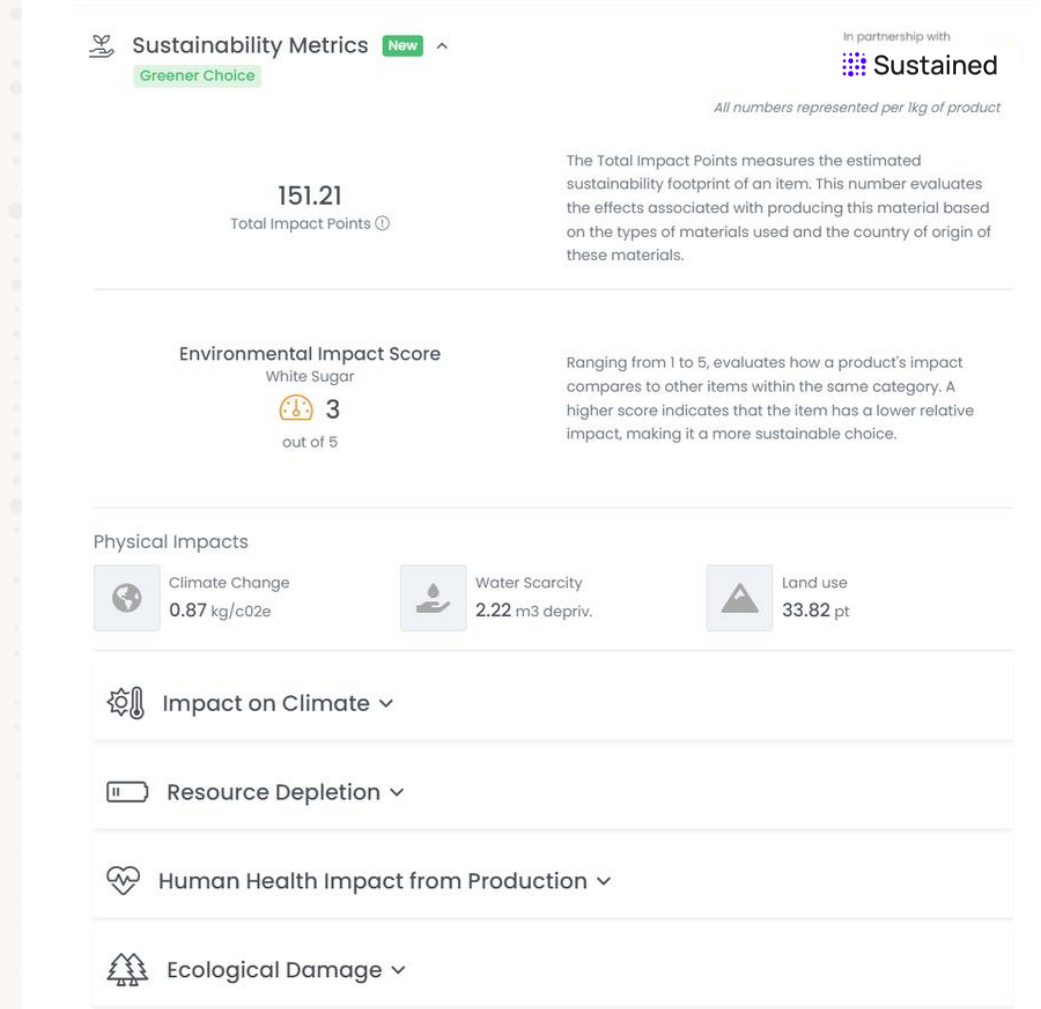 Sustainability Metrics New
Greener Choice
In partnership with
Sustained
All numbers represented per 1kg of product
151.21
Total Impact Points
The Total Impact Points measures the estimated
sustainability footprint of an item. This number evaluates
the effects associated with producing this material based
on the types of materials used and the country of origin of
these materials.
Environmental Impact Score
White Sugar
3
out of 5
Ranging from 1 to 5, evaluates how a product's impact
compares to other items within the same category. A
higher score indicates that the item has a lower relative
impact, making it a more sustainable choice.
Physical Impacts
Climate Change
0.87 kg/c02e
Water Scarcity
2.22 m3 depriv.
Land use
33.82 pt
Impact on Climate
Resource Depletion
Human Health Impact from Production
Ecological Damage